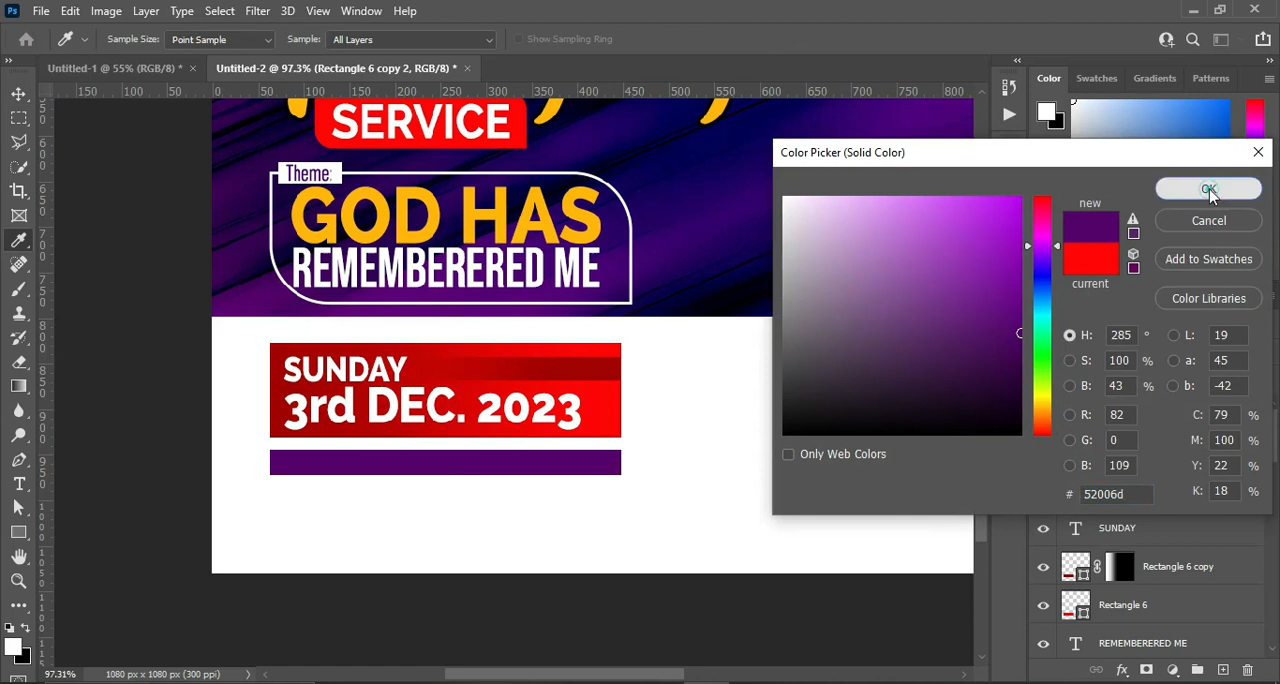 Ps File Edit Image Layer Type Select Filter 3D View Window Help
Sample Size: Point Sample Sample: All Layers Show Sampling Ring
Untitled-1 @ 55% (RGB/8) * × Untitled-2 @ 97.3% (Rectangle 6 copy 2, RGB/8) * ×
Color Swatches Gradients Patterns
150 100 50 0 50 100 150 200 250 300 350 400 450 500 550 600 650 700 750 800
SERVICE
Theme:
GOD HAS
REMEMBERERED ME
SUNDAY
3rd DEC. 2023
Color Picker (Solid Color)
new
current
OK
Cancel
Add to Swatches
Color Libraries
H: 285 ° L: 19
S: 100 % a: 45
B: 43 % b: -42
R: 82 C: 79 %
G: 0 M: 100 %
B: 109 Y: 22 %
# 52006d K: 18 %
Only Web Colors
T SUNDAY
Rectangle 6 copy
Rectangle 6
T REMEMBERERED ME
fx
97.31% 1080 px x 1080 px (300 ppi)